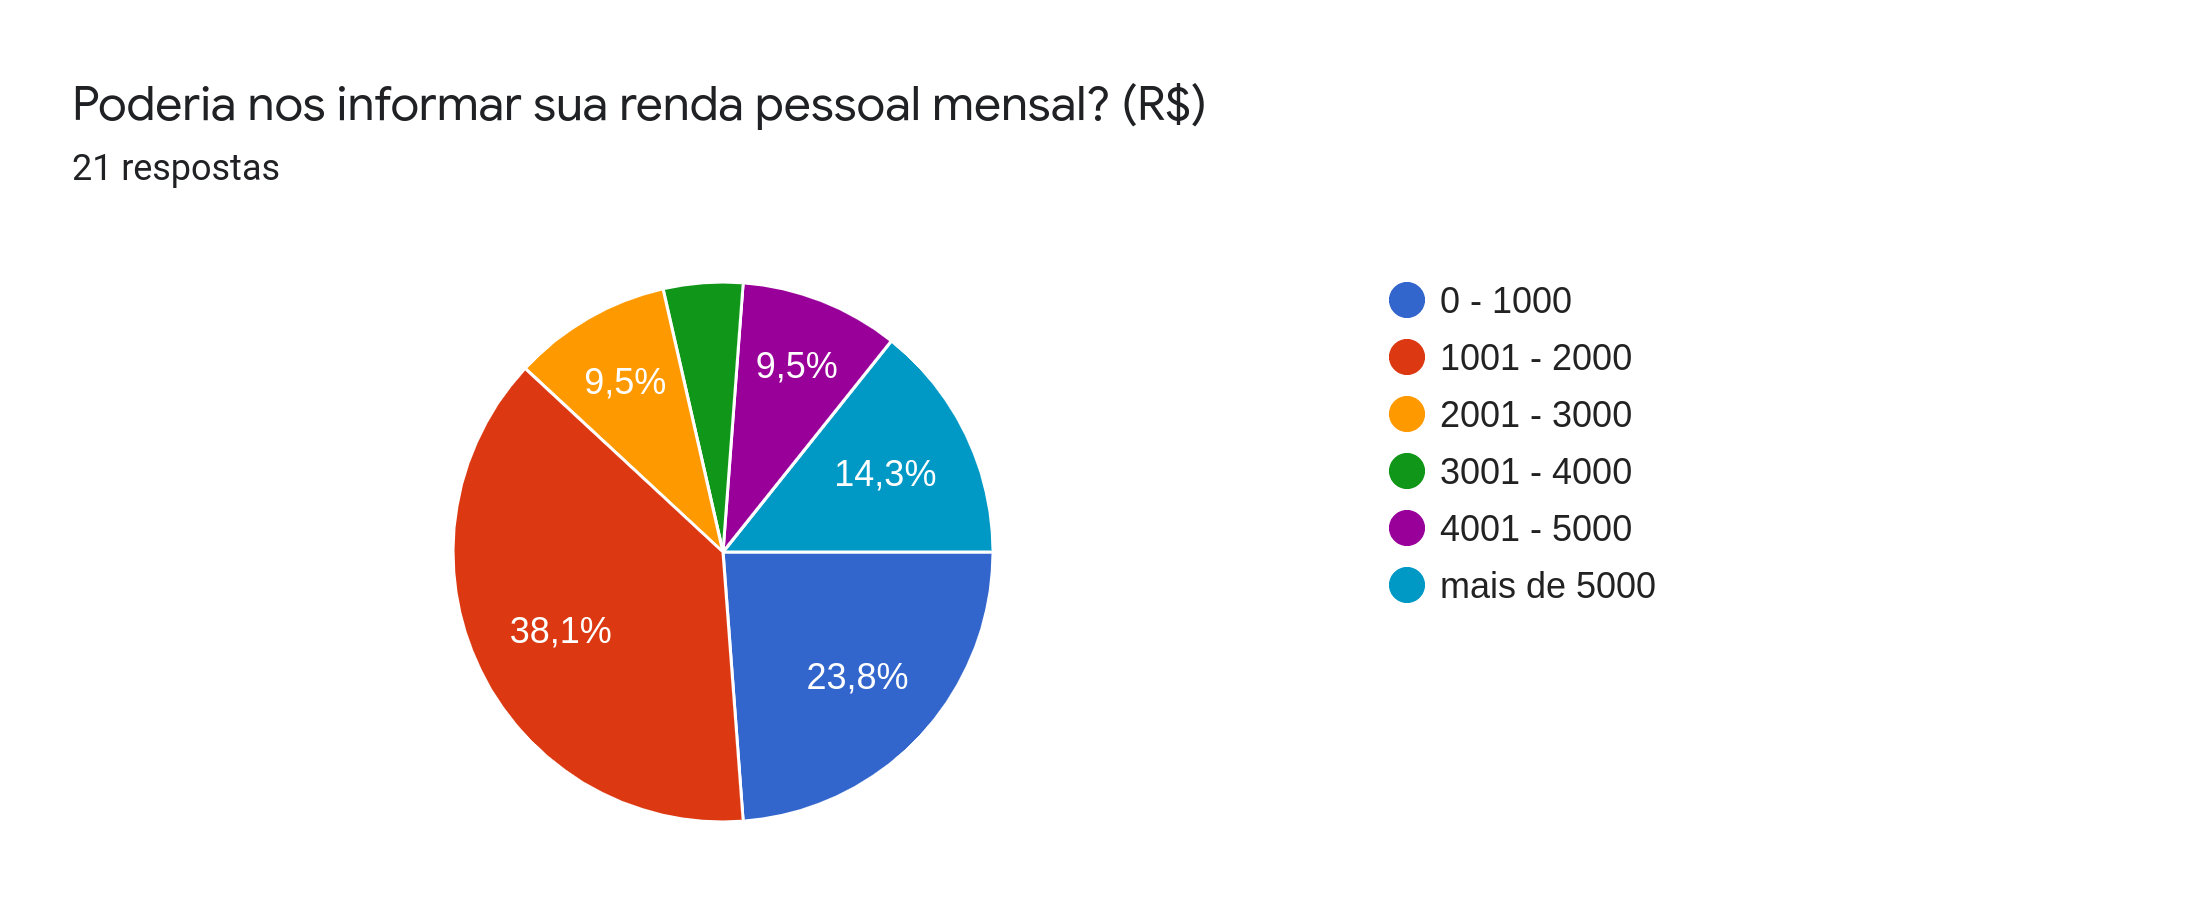 Poderia nos informar sua renda pessoal mensal? (R$)
21 respostas
9,5%
9,5%
14,3%
38,1%
23,8%
0 - 1000
1001 - 2000
2001 - 3000
3001 - 4000
4001 - 5000
mais de 5000